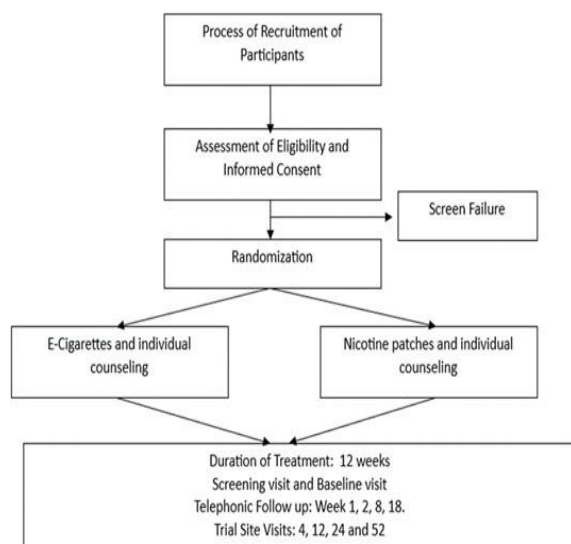 Process of Recruitment of
Participants
Assessment of Eligibility and
Informed Consent
Screen Failure
Randomization
E-Cigarettes and individual
counseling
Nicotine patches and individual
counseling
Duration of Treatment: 12 weeks
Screening visit and Baseline visit
Telephonic Follow up: Week 1, 2, 8, 18.
Trial Site Visits: 4, 12, 24 and 52